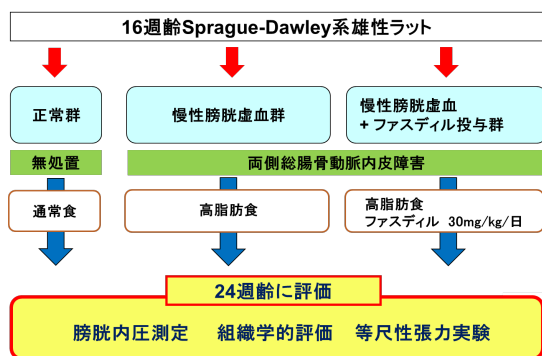 16週齢Sprague-Dawley系雄性ラット
正常群
慢性膀胱虚血群
慢性膀胱虚血
+ ファスディル投与群
無処置
両側総腸骨動脈内皮障害
通常食
高脂肪食
高脂肪食
ファスディル 30mg/kg/日
24週齢に評価
膀胱内圧測定 組織学的評価 等尺性張力実験